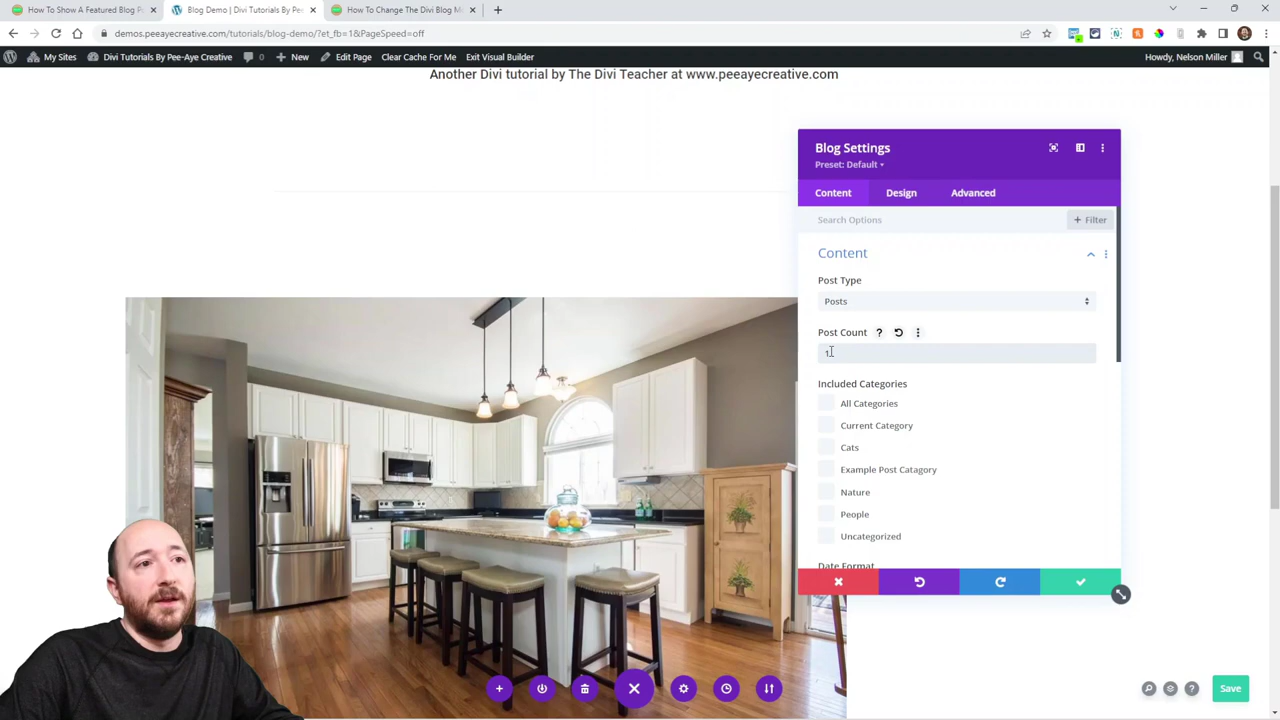 How To Show A Featured Blog P
Blog Demo | Divi Tutorials By Pe
How To Change The Divi Blog M
demos.peeayecreative.com/tutorials/blog-demo/?et_fb=1&PageSpeed=off
My Sites
Divi Tutorials By Pee-Aye Creative
0
New
Edit Page
Clear Cache For Me
Exit Visual Builder
Howdy, Nelson Miller
Another Divi tutorial by The Divi Teacher at www.peeayecreative.com
Blog Settings
Preset: Default
Content
Design
Advanced
Search Options
+ Filter
Content
Post Type
Posts
Post Count
1
Included Categories
All Categories
Current Category
Cats
Example Post Catagory
Nature
People
Uncategorized
Date Format
Save